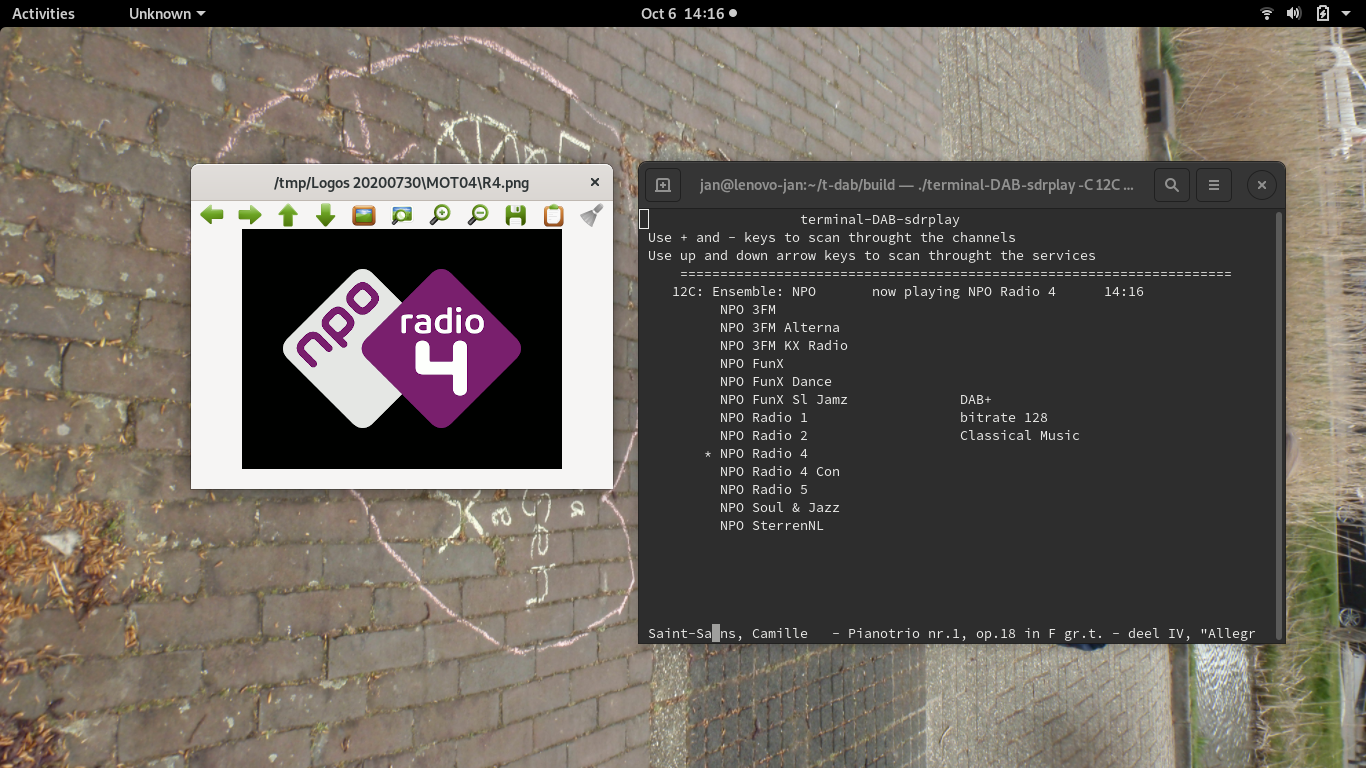 Activities
Unknown
Oct 6 14:16
/tmp/Logos 20200730\MOT04\R4.png
npo
radio
4
jan@lenovo-jan:~/t-dab/build — ./terminal-DAB-sdrplay -C 12C ...
terminal-DAB-sdrplay
Use + and - keys to scan throught the channels
Use up and down arrow keys to scan throught the services
=====================================================================
12C: Ensemble: NPO now playing NPO Radio 4 14:16
NPO 3FM
NPO 3FM Alterna
NPO 3FM KX Radio
NPO FunX
NPO FunX Dance
NPO FunX Sl Jamz DAB+
NPO Radio 1 bitrate 128
NPO Radio 2 Classical Music
* NPO Radio 4
NPO Radio 4 Con
NPO Radio 5
NPO Soul & Jazz
NPO SterrenNL
Saint-Sa ns, Camille - Pianotrio nr.1, op.18 in F gr.t. - deel IV, "Allegr